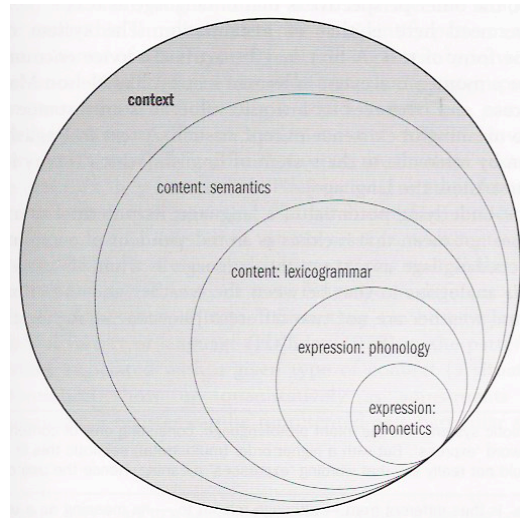 context
content: semantics
content: lexicogrammar
expression: phonology
expression:
phonetics